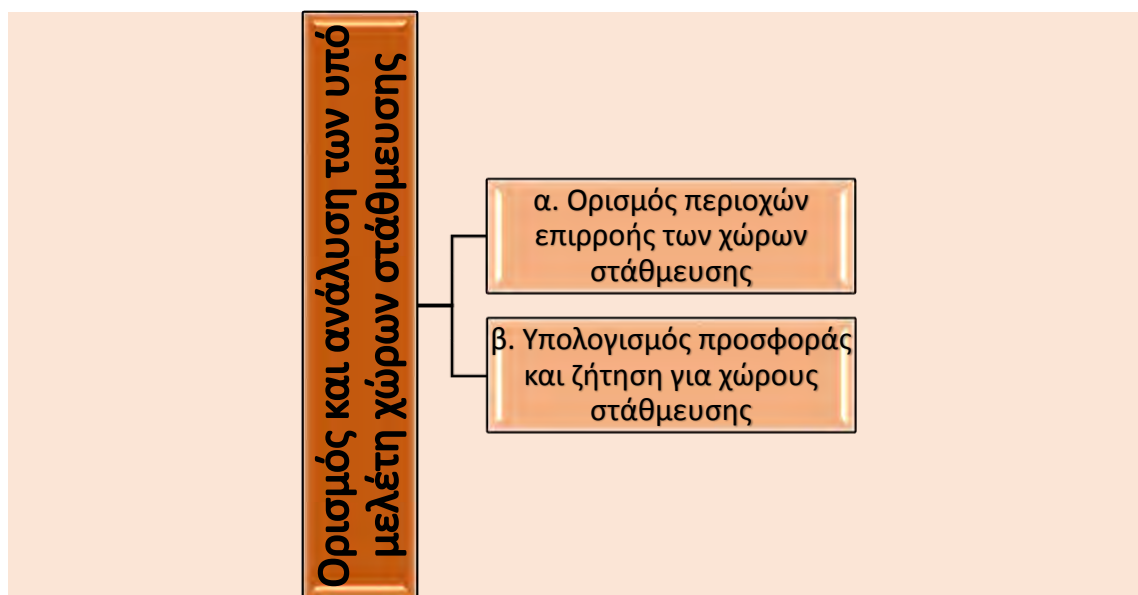 Ορισμός και ανάλυση των υπό
μελέτη χώρων στάθμευσης
α. Ορισμός περιοχών
επιρροής των χώρων
στάθμευσης
β. Υπολογισμός προσφοράς
και ζήτηση για χώρους
στάθμευσης